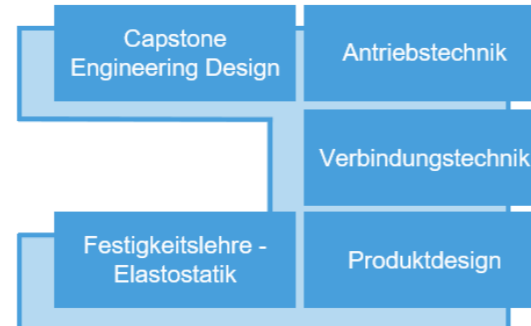 Capstone
Engineering Design
Antriebstechnik
Verbindungstechnik
Festigkeitslehre -
Elastostatik
Produktdesign